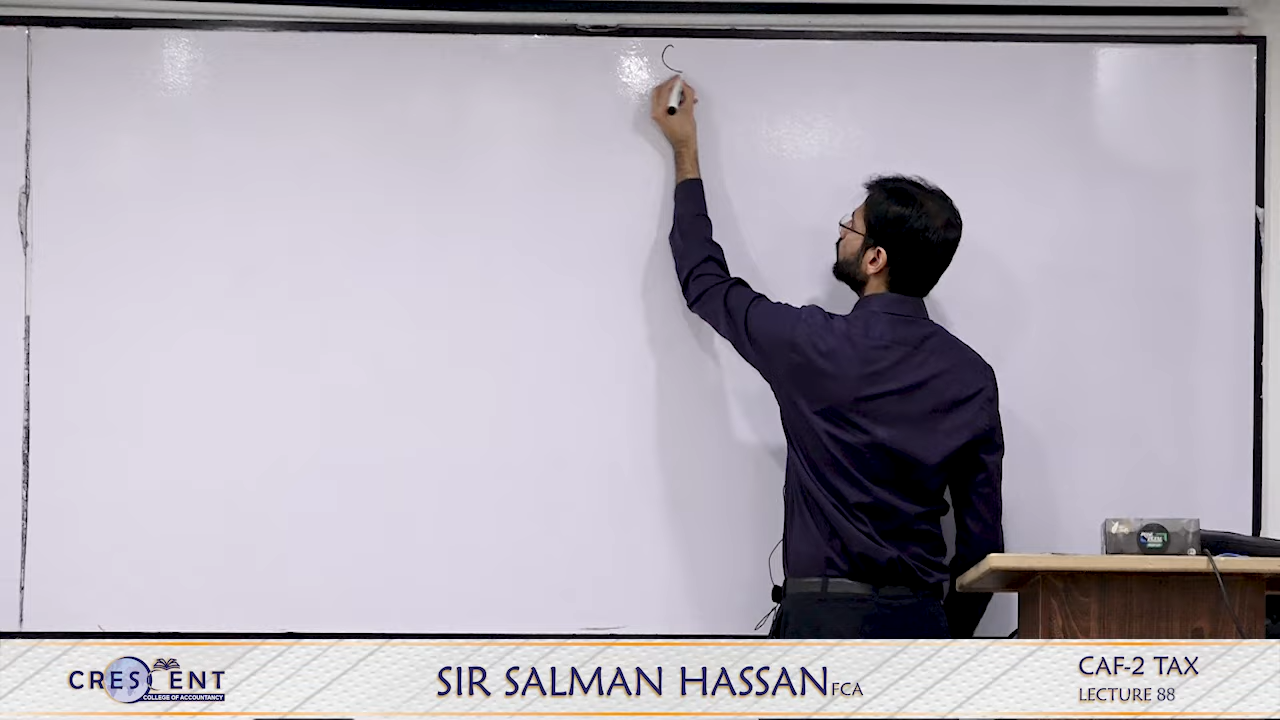 C
CRESCENT
COLLEGE OF ACCOUNTANCY
SIR SALMAN HASSAN FCA
CAF-2 TAX
LECTURE 88